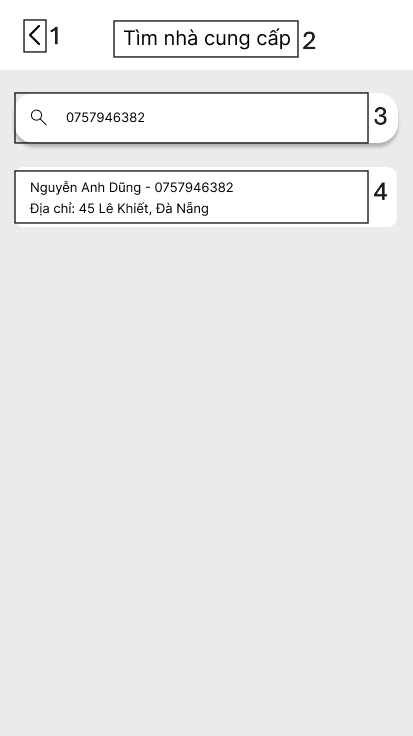 1
Tìm nhà cung cấp 2
0757946382 3
Nguyễn Anh Dũng - 0757946382
Địa chỉ: 45 Lê Khiết, Đà Nẵng
4